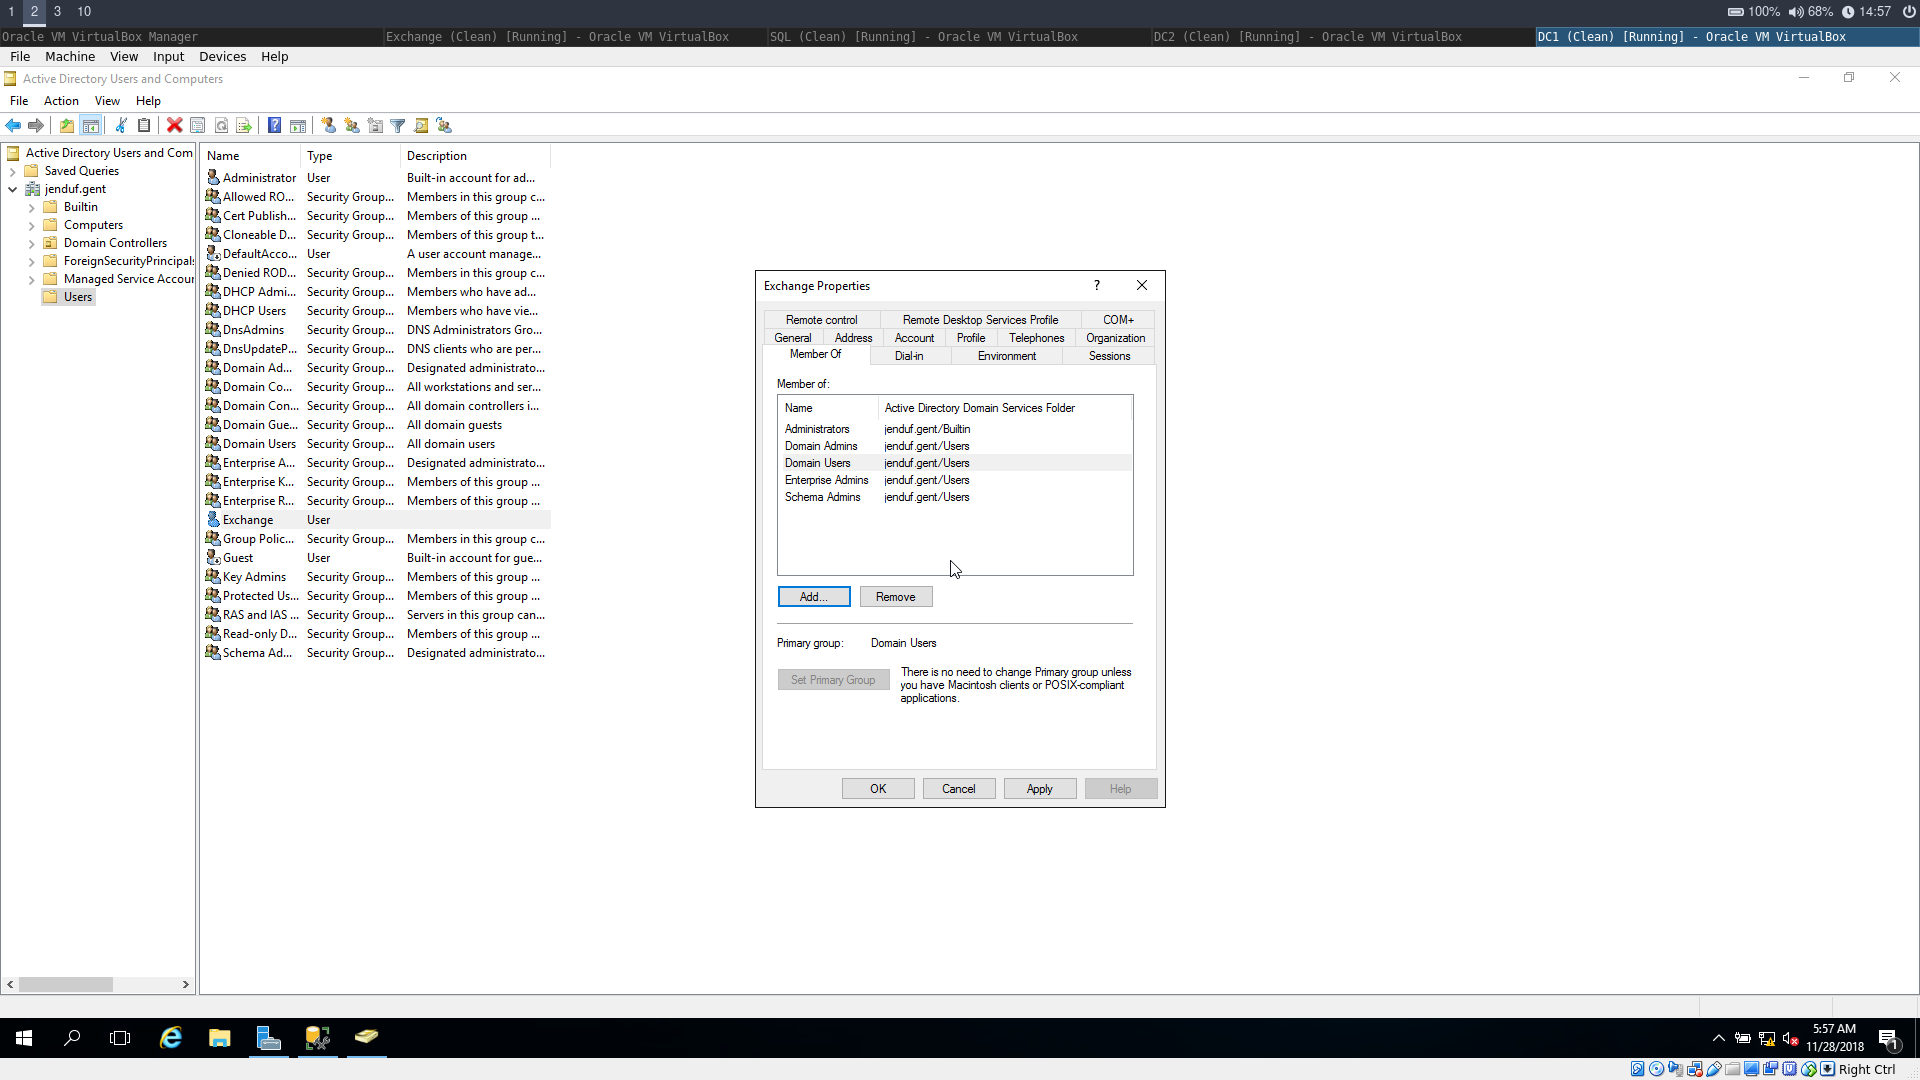 1 2 3 10 100% 68% 14:57
Oracle VM VirtualBox Manager Exchange (Clean) [Running] - Oracle VM VirtualBox SQL (Clean) [Running] - Oracle VM VirtualBox DC2 (Clean) [Running] - Oracle VM VirtualBox DC1 (Clean) [Running] - Oracle VM VirtualBox
File Machine View Input Devices Help
Active Directory Users and Computers
File Action View Help
Active Directory Users and Com
Saved Queries
jenduf.gent
Builtin
Computers
Domain Controllers
ForeignSecurityPrincipals
Managed Service Accour
Users
Name Type Description
Administrator User Built-in account for ad...
Allowed RO... Security Group... Members in this group c...
Cert Publish... Security Group... Members of this group ...
Cloneable D... Security Group... Members of this group t...
DefaultAcco... User A user account manage...
Denied ROD... Security Group... Members in this group c...
DHCP Admi... Security Group... Members who have ad...
DHCP Users Security Group... Members who have vie...
DnsAdmins Security Group... DNS Administrators Gro...
DnsUpdateP... Security Group... DNS clients who are per...
Domain Ad... Security Group... Designated administrato...
Domain Co... Security Group... All workstations and ser...
Domain Con... Security Group... All domain controllers i...
Domain Gue... Security Group... All domain guests
Domain Users Security Group... All domain users
Enterprise A... Security Group... Designated administrato...
Enterprise K... Security Group... Members of this group ...
Enterprise R... Security Group... Members of this group ...
Exchange User
Group Polic... Security Group... Members in this group c...
Guest User Built-in account for gue...
Key Admins Security Group... Members of this group ...
Protected Us... Security Group... Members of this group ...
RAS and IAS ... Security Group... Servers in this group can...
Read-only D... Security Group... Members of this group ...
Schema Ad... Security Group... Designated administrato...
Exchange Properties ?
Remote control Remote Desktop Services Profile COM+
General Address Account Profile Telephones Organization
Member Of Dial-in Environment Sessions
Member of:
Name Active Directory Domain Services Folder
Administrators jenduf.gent/Builtin
Domain Admins jenduf.gent/Users
Domain Users jenduf.gent/Users
Enterprise Admins jenduf.gent/Users
Schema Admins jenduf.gent/Users
Add... Remove
Primary group: Domain Users
Set Primary Group
There is no need to change Primary group unless
you have Macintosh clients or POSIX-compliant
applications.
OK Cancel Apply Help
5:57 AM
11/28/2018
1
Right Ctrl